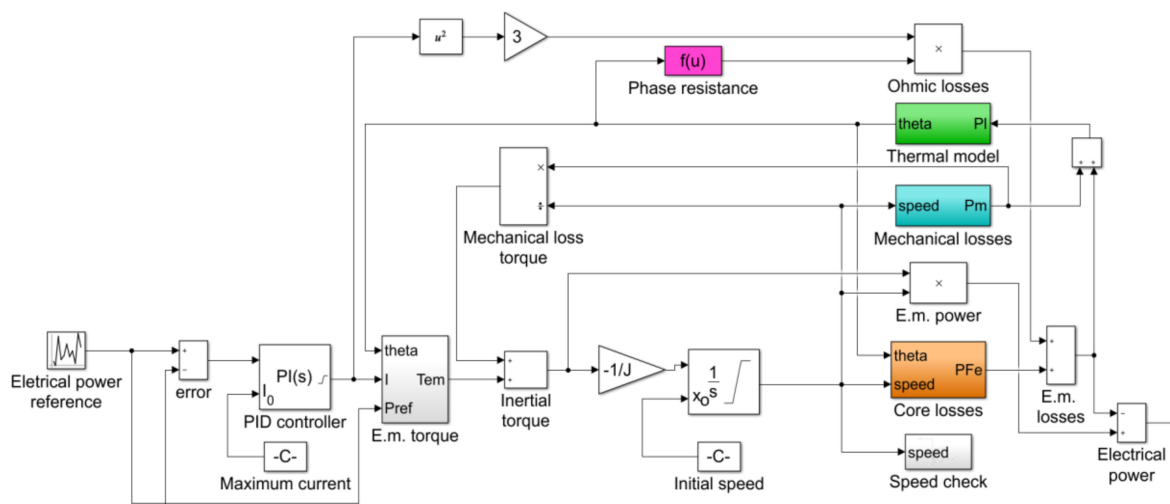 u²
3
×
Ohmic losses
f(u)
Phase resistance
theta Pl
Thermal model
+ +
×
÷
Mechanical loss
torque
speed Pm
Mechanical losses
×
E.m. power
Eletrical power
reference
+
−
error
PI(s)
I₀
PID controller
-C-
Maximum current
theta
I Tem
Pref
E.m. torque
+
+
Inertial
torque
-1/J
1
s
xₒ
-C-
Initial speed
theta
PFe
speed
Core losses
speed
Speed check
+
+
E.m.
losses
−
+
Electrical
power